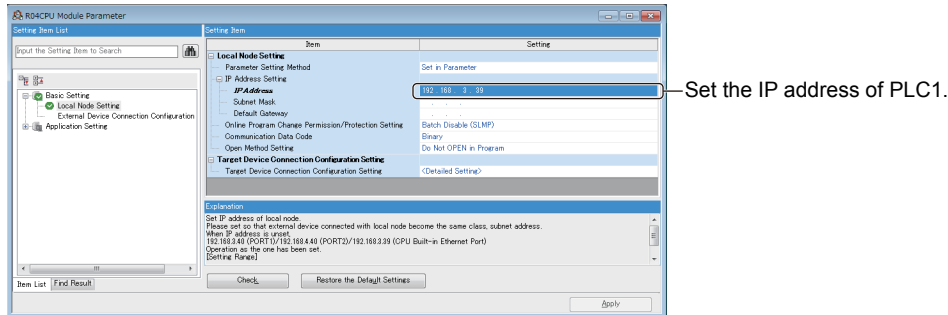 R04CPU Module Parameter
Setting Item List
Input the Setting Item to Search
Basic Setting
Local Node Setting
External Device Connection Configuration
Application Setting
Item List
Find Result
Setting Item
Item Setting
Local Node Setting
Parameter Setting Method Set in Parameter
IP Address Setting
IP Address 192 . 168 . 3 . 39
Subnet Mask . . .
Default Gateway . . .
Online Program Change Permission/Protection Setting Batch Disable (SLMP)
Communication Data Code Binary
Open Method Setting Do Not OPEN in Program
Target Device Connection Configuration Setting
Target Device Connection Configuration Setting <Detailed Setting>
Explanation
Set IP address of local node.
Please set so that external device connected with local node become the same class, subnet address.
When IP address is unset,
192.168.3.40 (PORT1)/192.168.4.40 (PORT2)/192.168.3.39 (CPU Built-in Ethernet Port)
Operation as the one has been set.
[Setting Range]
Check
Restore the Default Settings
Apply
Set the IP address of PLC1.